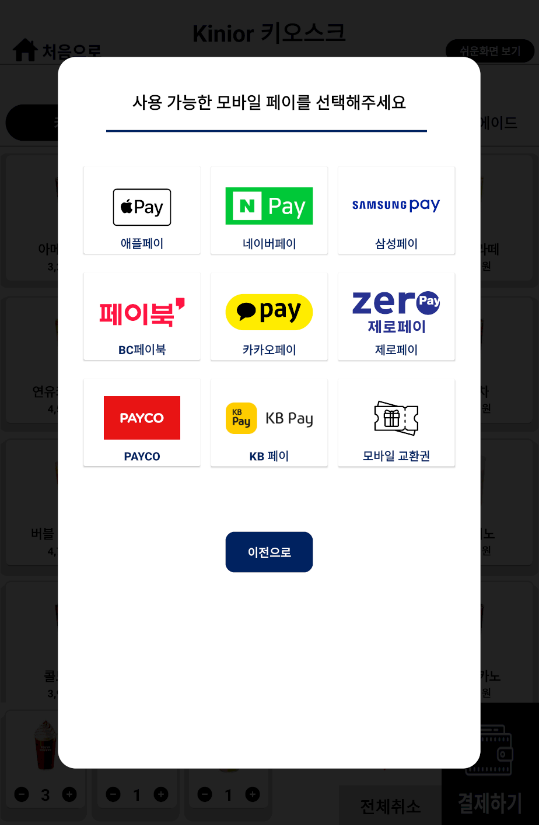 Kinior 키오스크
처음으로
쉬운화면 보기
에이드
사용 가능한 모바일 페이를 선택해주세요
Pay
애플페이
N Pay
네이버페이
SAMSUNG pay
삼성페이
페이북
BC페이북
pay
카카오페이
zero Pay
제로페이
제로페이
PAYCO
PAYCO
KB Pay
KB Pay
KB 페이
모바일 교환권
이전으로
3
1
1
전체취소
결제하기